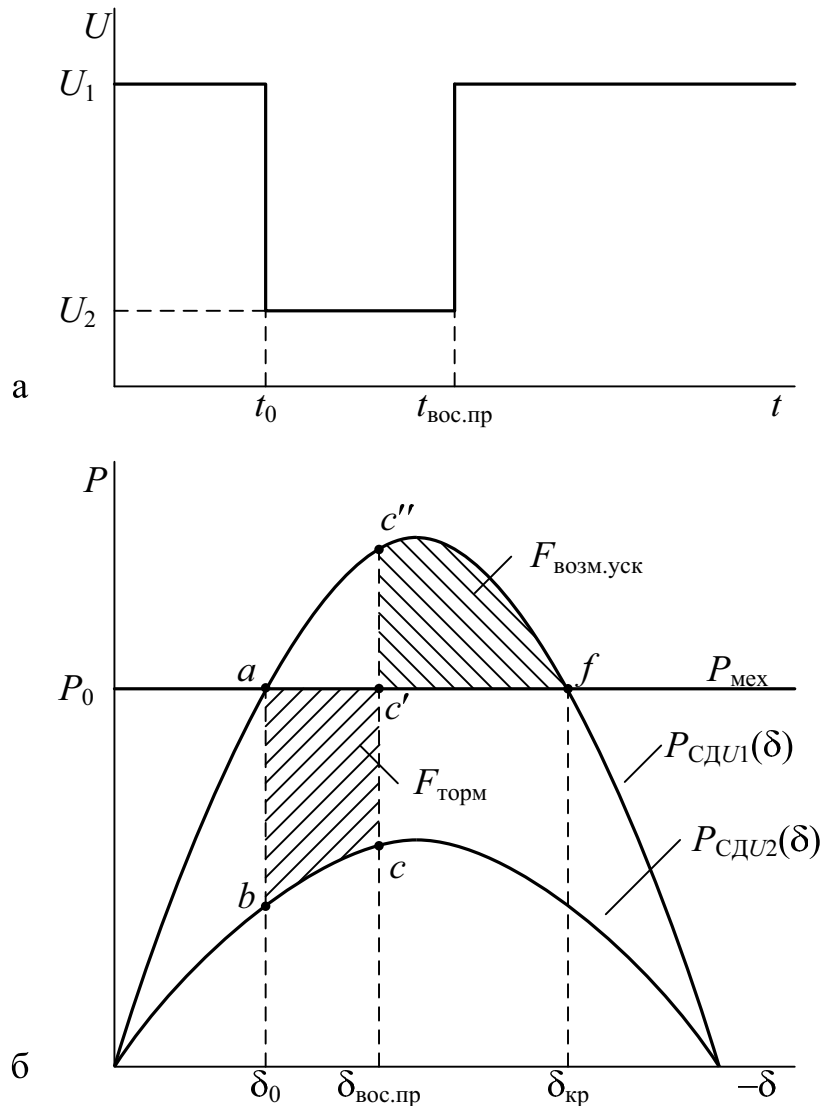 U
U₁
U₂
а
t₀
tвос.пр
t
P
c″
Fвозм.уск
a
f
Pмех
P₀
c′
PСДU1(δ)
Fторм
PСДU2(δ)
b
c
б
δ₀
δвос.пр
δкр
−δ